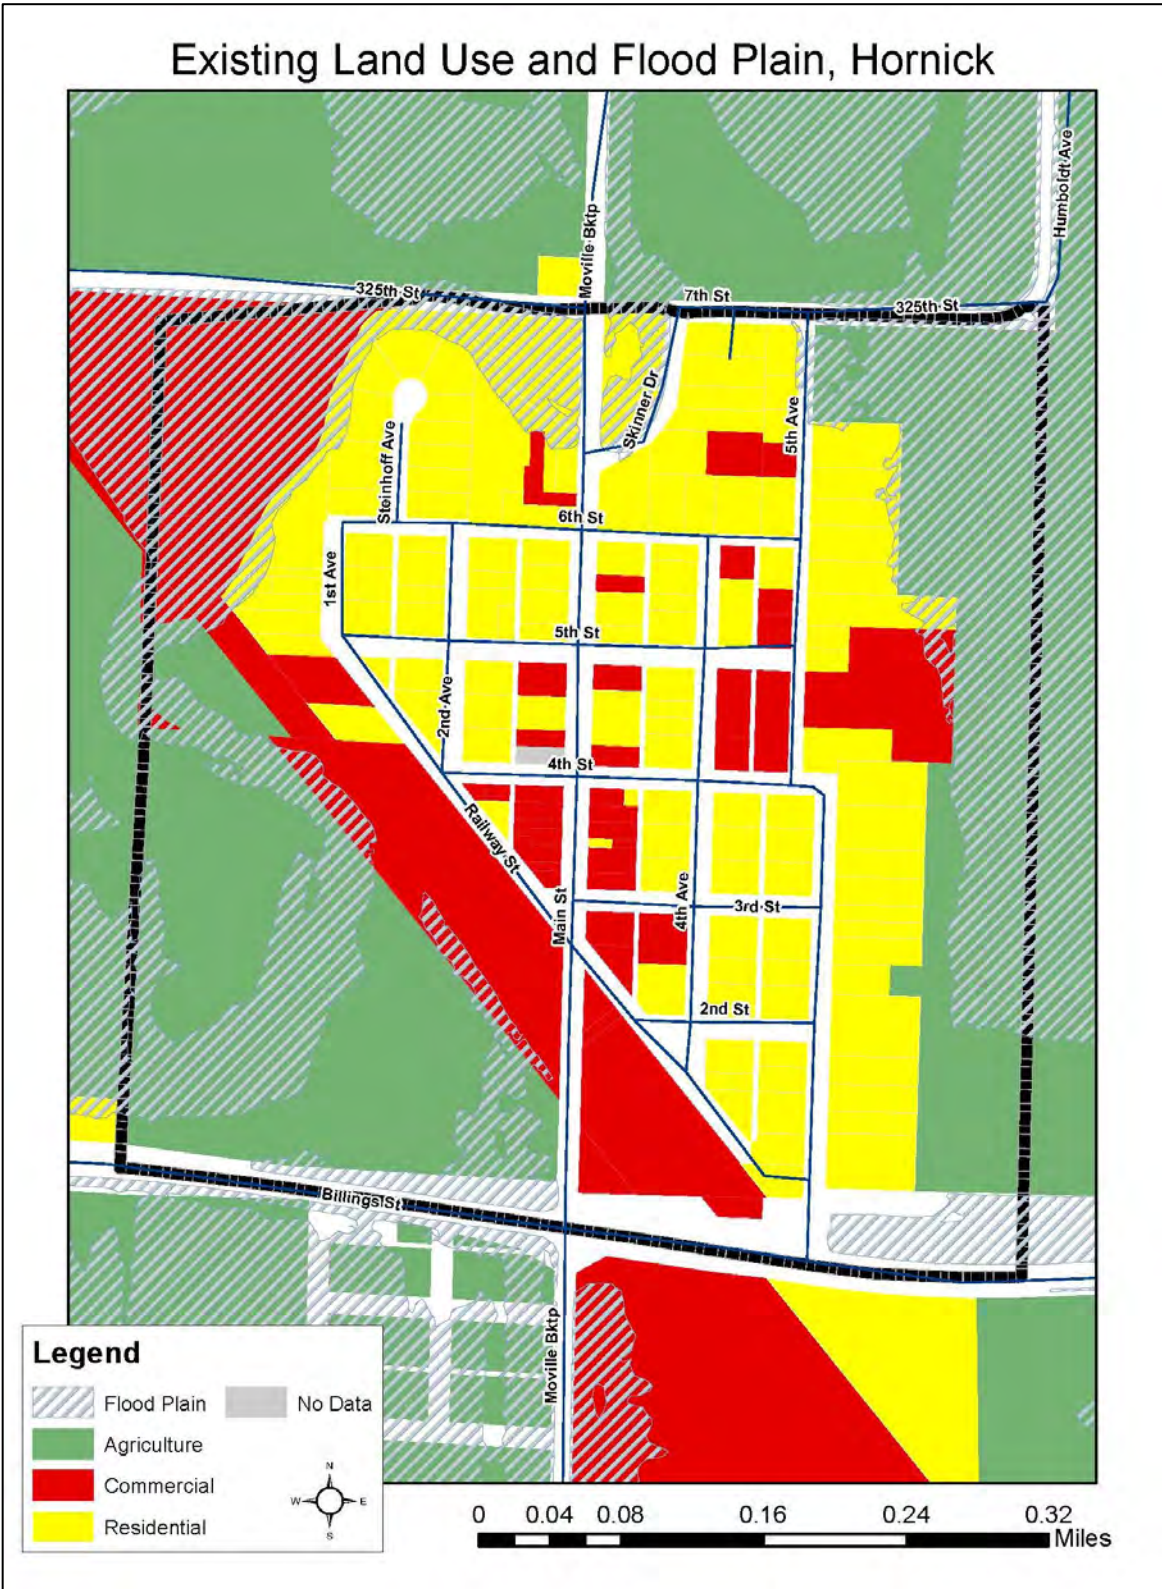 Existing Land Use and Flood Plain, Hornick
Humboldt Ave
Moville Bktp
325th St
7th St
325th St
Skinner Dr
5th Ave
Steinhoff Ave
6th St
1st Ave
5th St
2nd Ave
4th St
Railway St
4th Ave
Main St
3rd St
2nd St
Billings St
Moville Bktp
Legend
Flood Plain
No Data
Agriculture
Commercial
Residential
N
W E
S
0 0.04 0.08 0.16 0.24 0.32
Miles